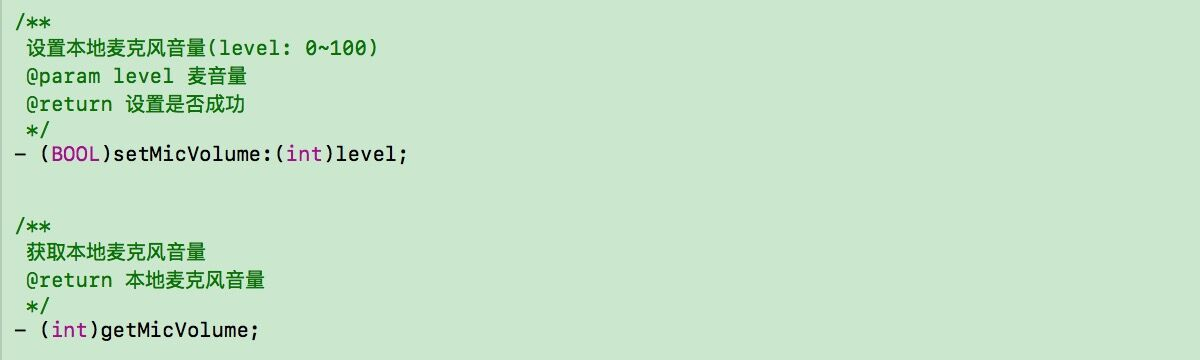 /**
设置本地麦克风音量(level: 0~100)
@param level 麦音量
@return 设置是否成功
*/
- (BOOL)setMicVolume:(int)level;
/**
获取本地麦克风音量
@return 本地麦克风音量
*/
- (int)getMicVolume;